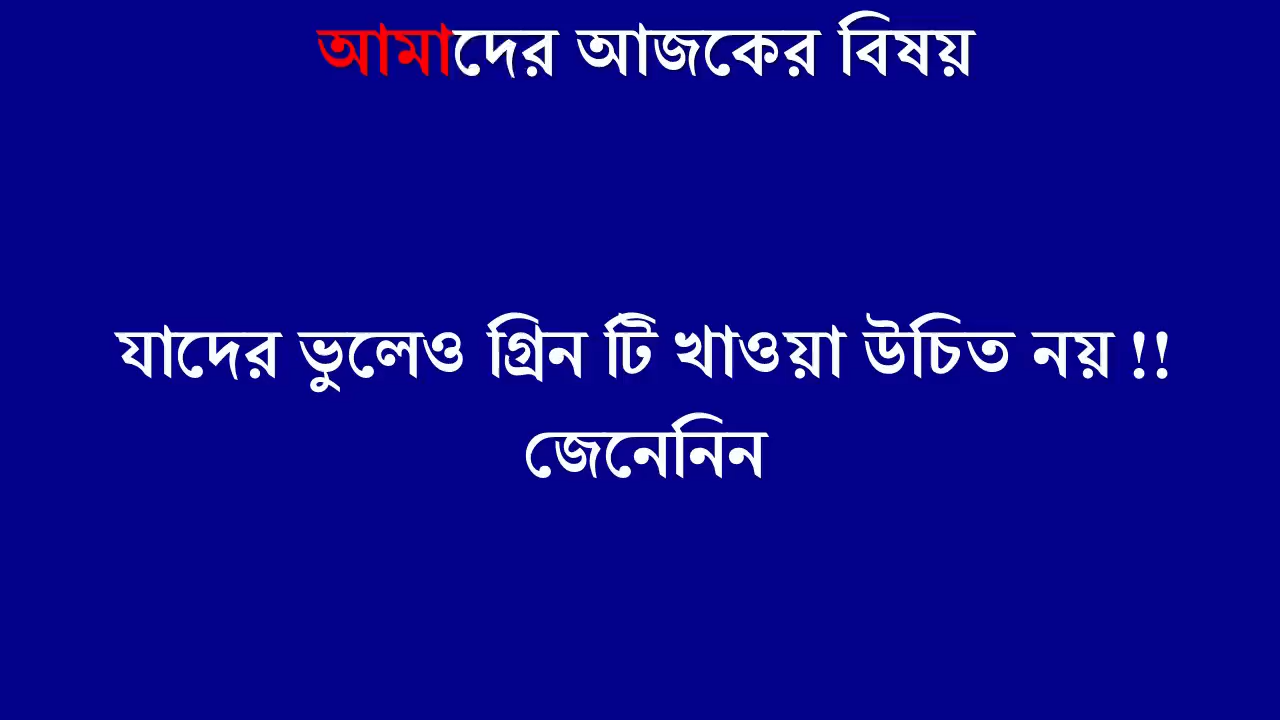 আমাদের আজকের বিষয়
যাদের ভুলেও গ্রিন টি খাওয়া উচিত নয় !!
জেনেনিন